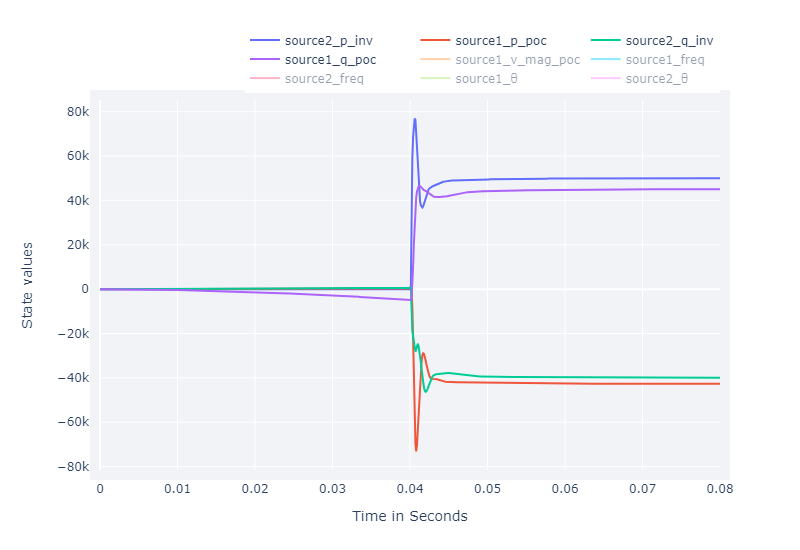 source2_p_inv source1_p_poc source2_q_inv
source1_q_poc source1_v_mag_poc source1_freq
source2_freq source1_θ source2_θ
80k
60k
40k
20k
0
−20k
−40k
−60k
−80k
State values
0 0.01 0.02 0.03 0.04 0.05 0.06 0.07 0.08
Time in Seconds